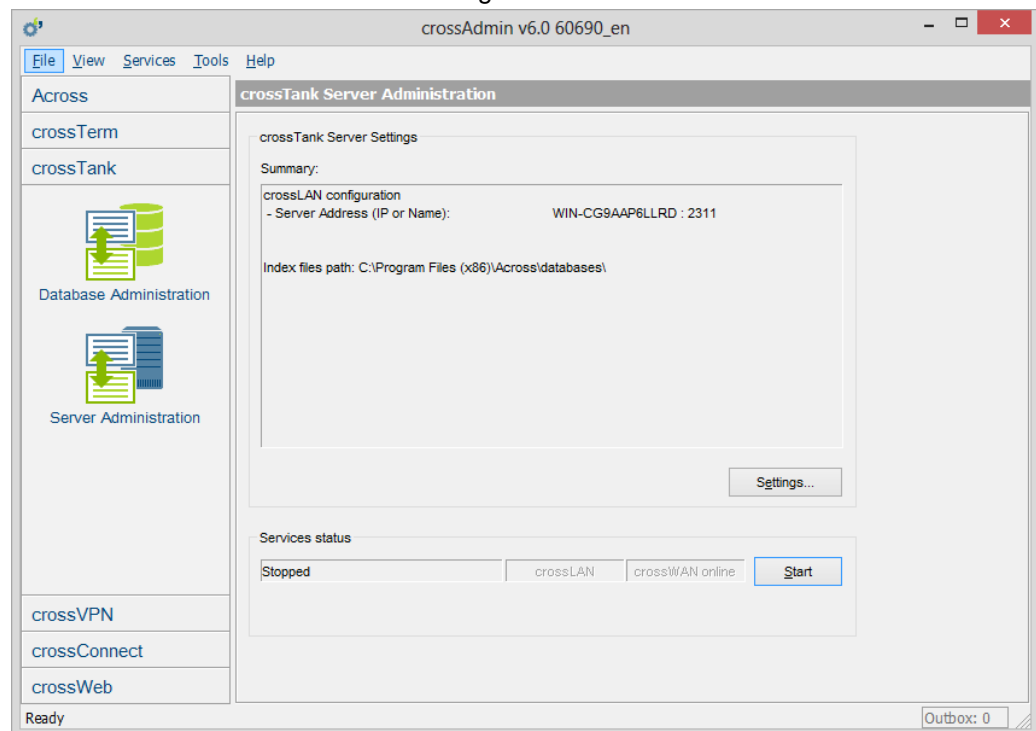 crossAdmin v6.0 60690_en
File View Services Tools Help
Across
crossTerm
crossTank
Database Administration
Server Administration
crossVPN
crossConnect
crossWeb
crossTank Server Administration
crossTank Server Settings
Summary:
crossLAN configuration
- Server Address (IP or Name): WIN-CG9AAP6LLRD : 2311
Index files path: C:\Program Files (x86)\Across\databases\
Settings...
Services status
Stopped crossLAN crossWAN online Start
Ready Outbox: 0